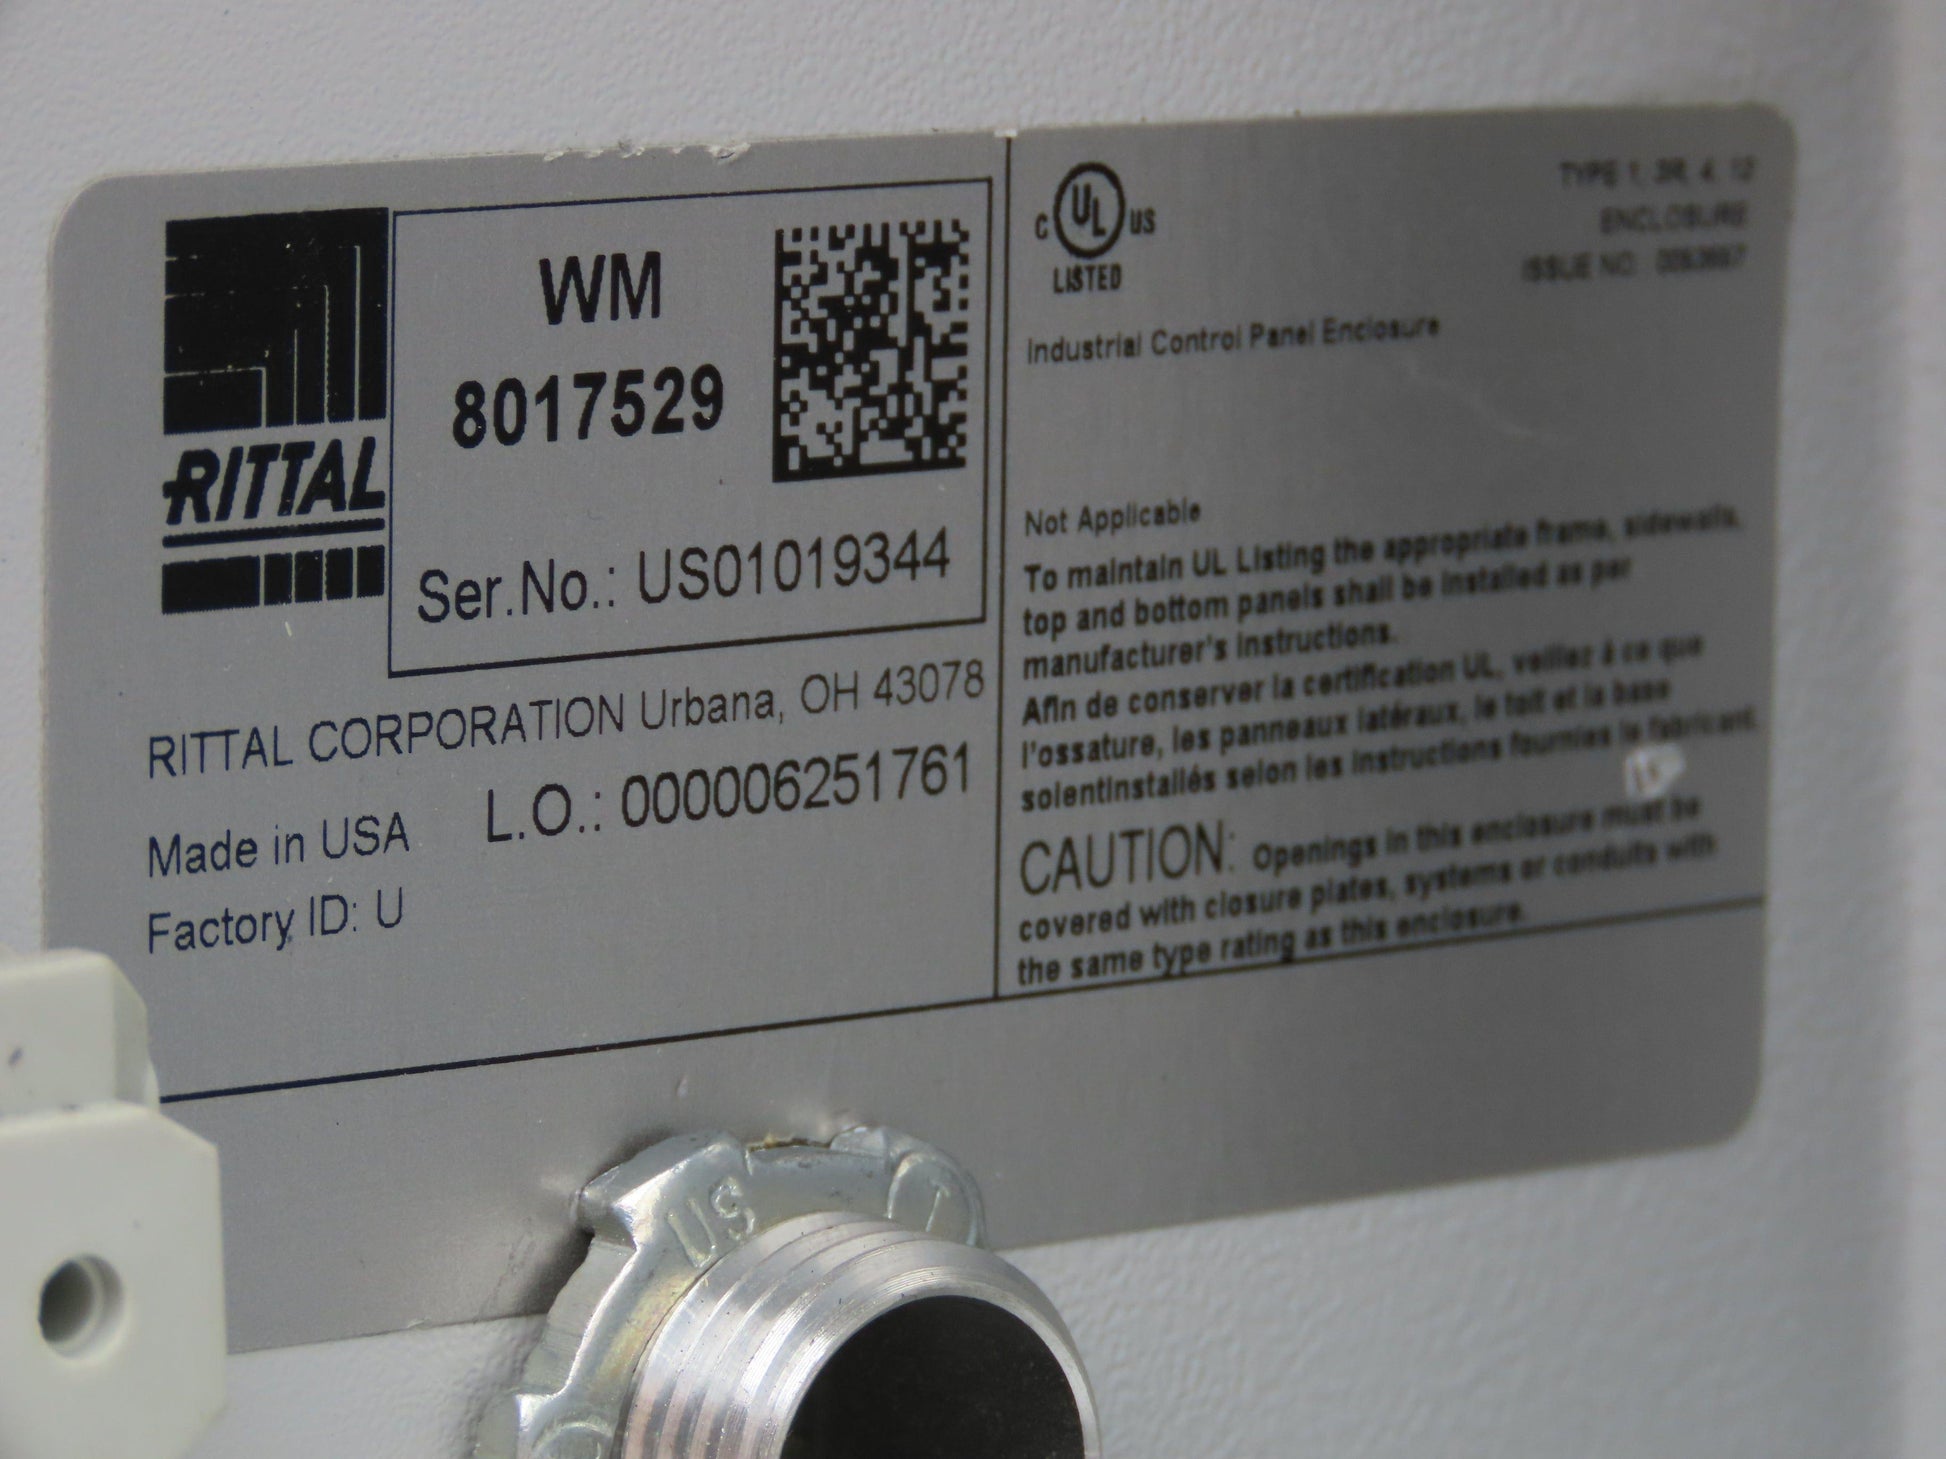 RITTAL
WM
8017529
Ser.No.: US01019344
RITTAL CORPORATION Urbana, OH 43078
Made in USA L.O.: 000006251761
Factory ID: U
C UL US
LISTED
TYPE 1, 3R, 4, 12
ENCLOSURE
ISSUE NO.
Industrial Control Panel Enclosure
Not Applicable
To maintain UL Listing the appropriate frame, sidewalls,
top and bottom panels shall be installed as per
manufacturer's instructions.
Afin de conserver la certification UL, veillez à ce que
l'ossature, les panneaux latéraux, le toit et la base
solentinstallés selon les instructions fournies le fabricant.
CAUTION: Openings in this enclosure must be
covered with closure plates, systems or conduits with
the same type rating as this enclosure.
US